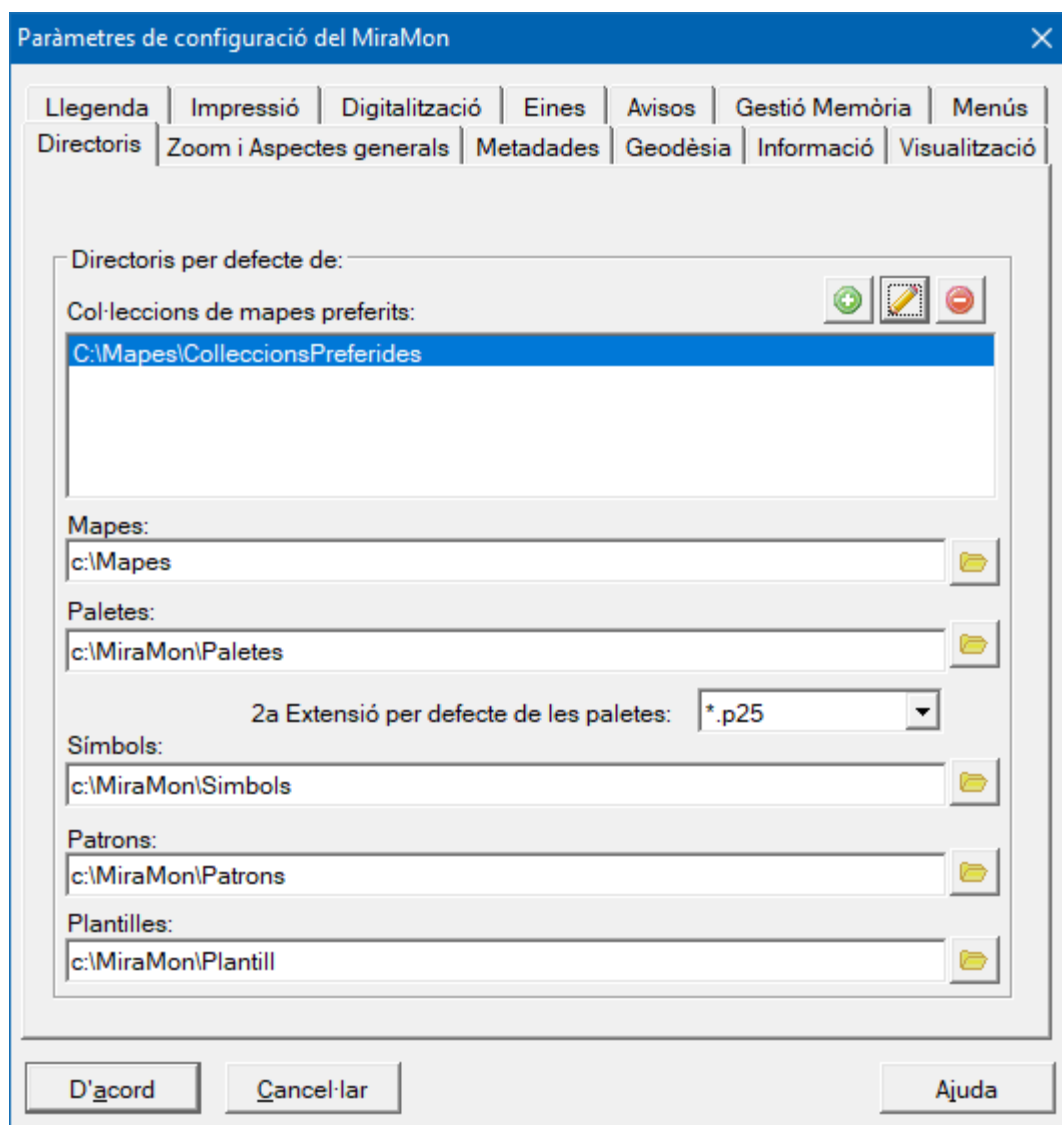 Paràmetres de configuració del MiraMon
Llegenda Impressió Digitalització Eines Avisos Gestió Memòria Menús
Directoris Zoom i Aspectes generals Metadades Geodèsia Informació Visualització
Directoris per defecte de:
Col·leccions de mapes preferits:
C:\Mapes\ColleccionsPreferides
Mapes:
c:\Mapes
Paletes:
c:\MiraMon\Paletes
2a Extensió per defecte de les paletes: *.p25
Símbols:
c:\MiraMon\Simbols
Patrons:
c:\MiraMon\Patrons
Plantilles:
c:\MiraMon\Plantill
D'acord Cancel·lar Ajuda